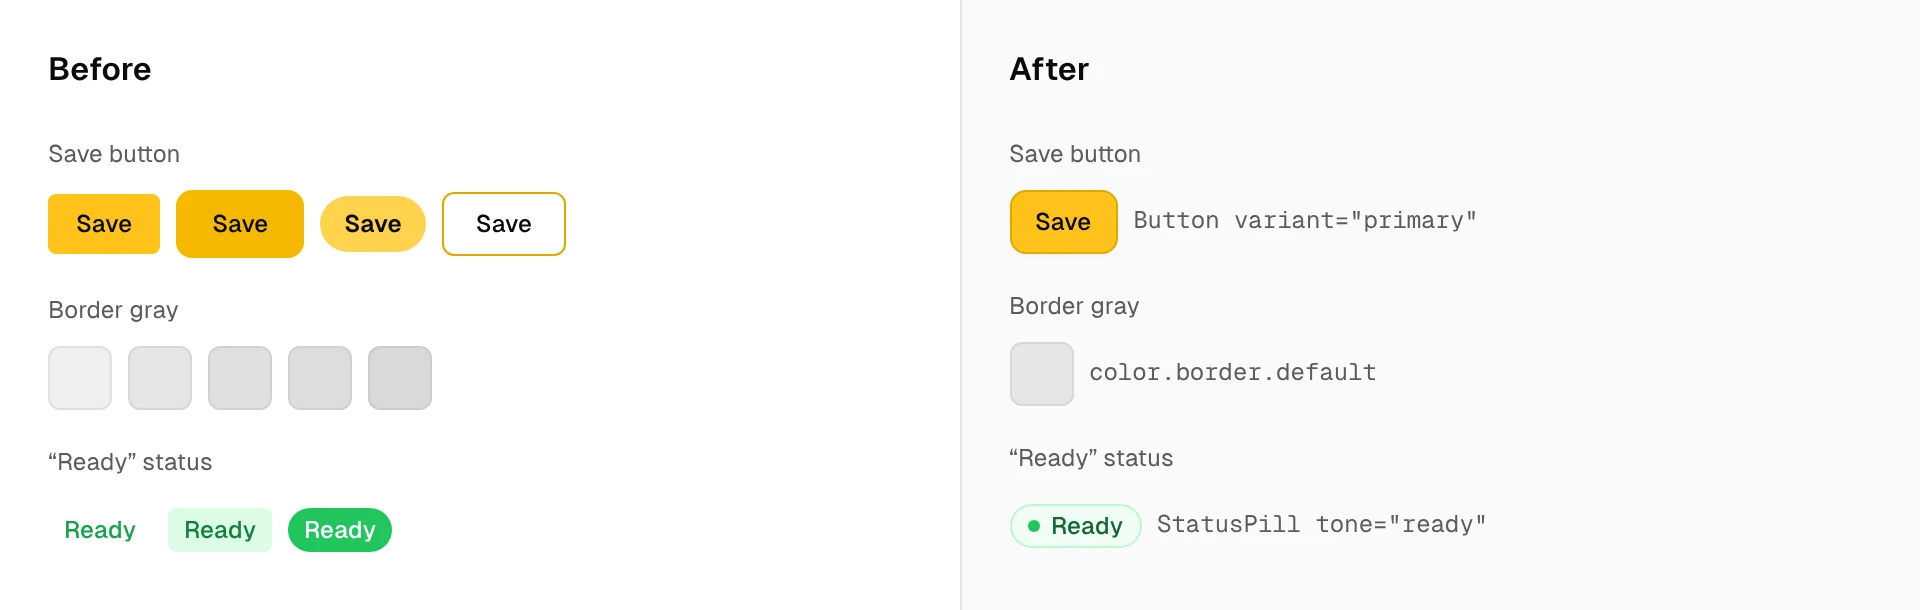 Before
Save button
Save Save Save Save
Border gray
“Ready” status
Ready Ready Ready
After
Save button
Save Button variant="primary"
Border gray
color.border.default
“Ready” status
Ready StatusPill tone="ready"